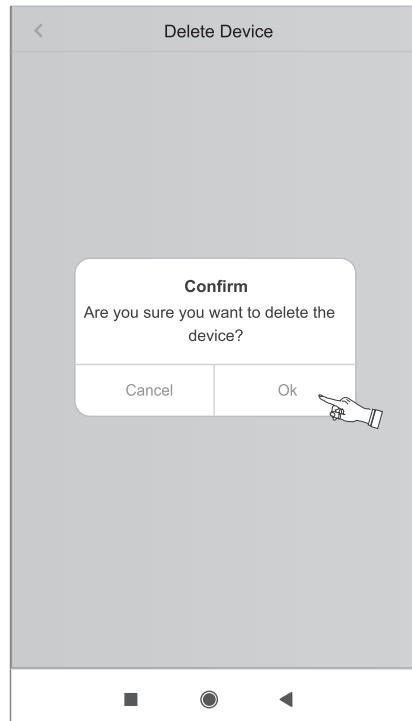 Delete Device
Confirm
Are you sure you want to delete the
device?
Cancel
Ok